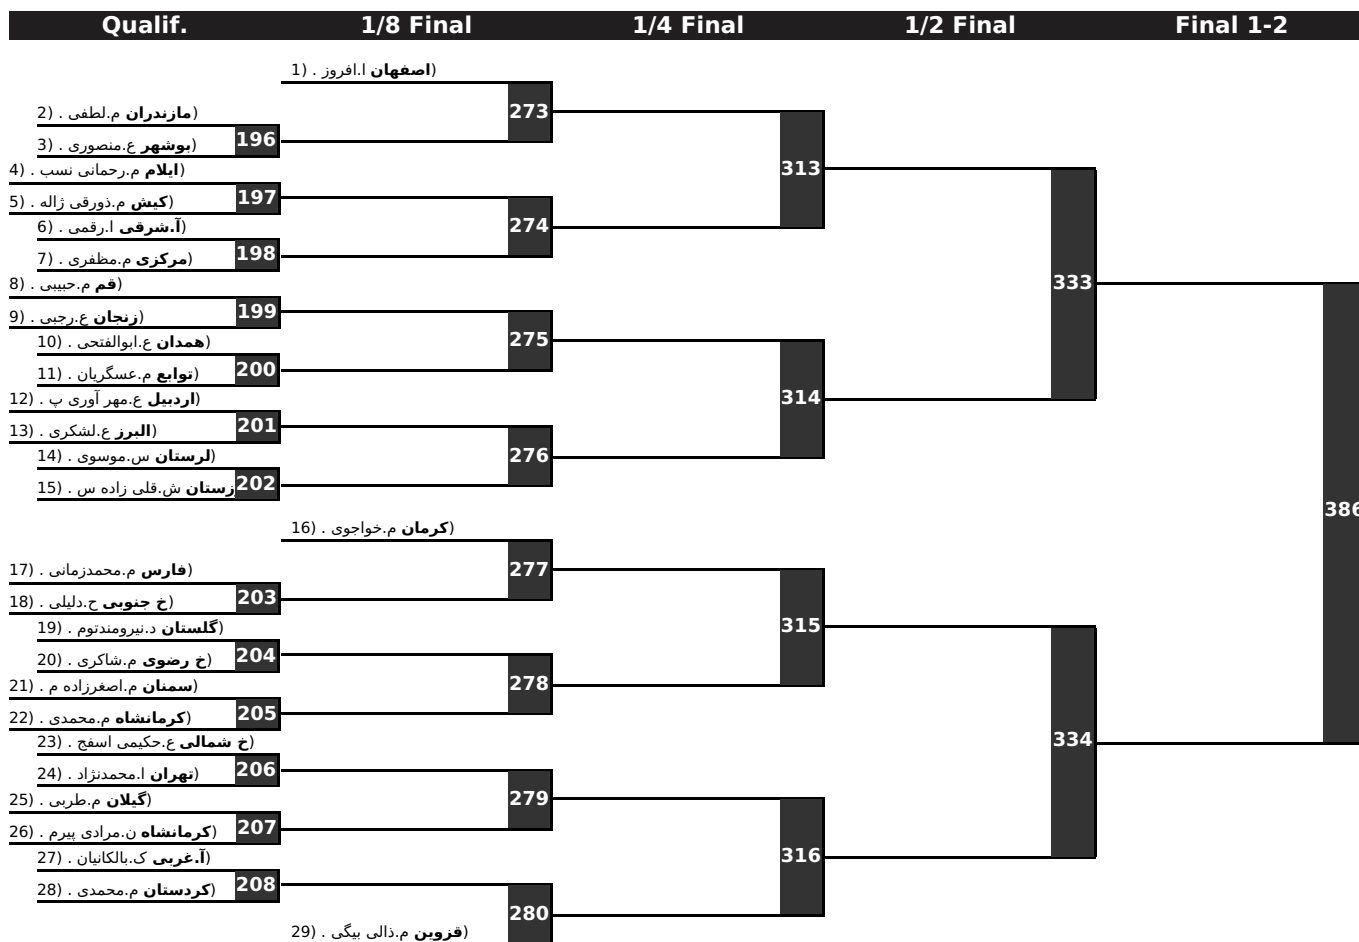 Qualif. 1/8 Final 1/4 Final 1/2 Final Final 1-2
1) . ا.افروز اصفهان)
273
2) . م.لطفی مازندران)
196
3) . ع.منصوری بوشهر)
313
4) . م.رحمانی نسب ایلام)
197
5) . م.ذورقی ژاله کیش)
274
6) . ا.رقمی آ.شرقی)
198
7) . م.مظفری مرکزی)
333
8) . م.حبیبی قم)
199
9) . ع.رجبی زنجان)
275
10) . ع.ابوالفتحی همدان)
200
11) . م.عسگریان توابع)
314
12) . ع.مهر آوری پ اردبیل)
201
13) . ع.لشکری البرز)
276
14) . س.موسوی لرستان)
202
15) . ش.قلی زاده س زستان
386
16) . م.خواجوی کرمان)
277
17) . م.محمدزمانی فارس)
203
18) . ح.دلیلی خ جنوبی)
315
19) . د.نیرومندتوم گلستان)
204
20) . م.شاکری خ رضوی)
278
21) . م.اصغرزاده م سمنان)
205
22) . م.محمدی کرمانشاه)
334
23) . ع.حکیمی اسفج خ شمالی)
206
24) . ا.محمدنژاد تهران)
279
25) . م.طربی گیلان)
207
26) . ن.مرادی پیرم کرمانشاه)
316
27) . ک.بالکانیان آ.غربی)
208
28) . م.محمدی کردستان)
280
29) . م.ذالی بیگی قزوین)